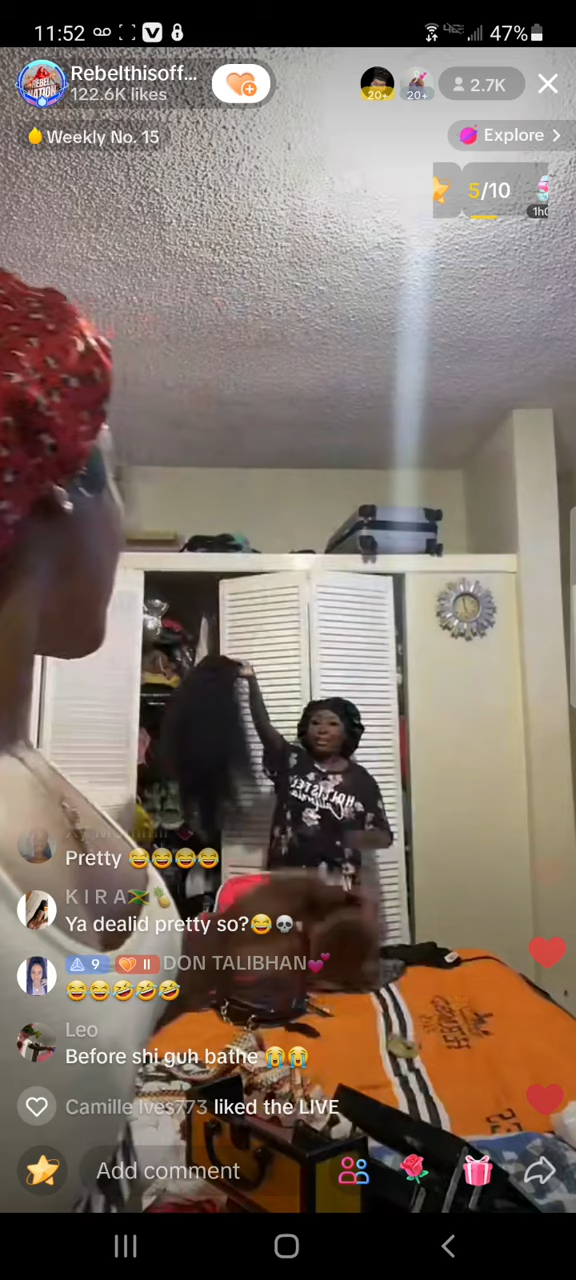 11:52
47%
Rebelthisoff...
122.6K likes
20+
20+
2.7K
Weekly No. 15
Explore >
5/10
Pretty 😂😂😂😂
K I R A🇯🇲🍍
Ya dealid pretty so?😂💀
9 II DON TALIBHAN💕
😂😂🤣🤣🤣
Leo
Before shi guh bathe 😭😭
Camille Ives773 liked the LIVE
Add comment